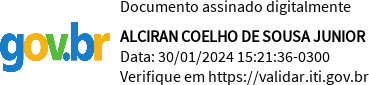 Documento assinado digitalmente
gov.br
ALCIRAN COELHO DE SOUSA JUNIOR
Data: 30/01/2024 15:21:36-0300
Verifique em https://validar.iti.gov.br